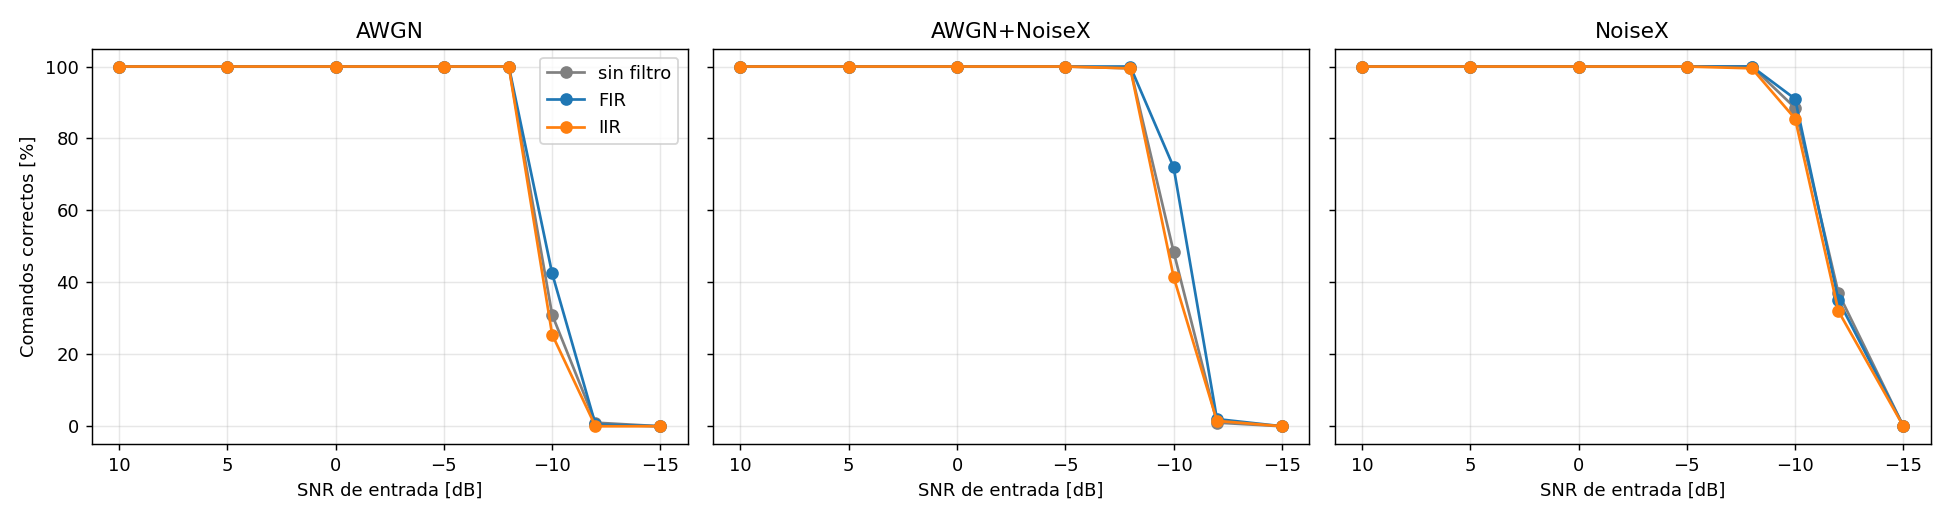 AWGN
AWGN+NoiseX
NoiseX
Comandos correctos [%]
100
80
60
40
20
0
sin filtro
FIR
IIR
10 5 0 −5 −10 −15
10 5 0 −5 −10 −15
10 5 0 −5 −10 −15
SNR de entrada [dB]
SNR de entrada [dB]
SNR de entrada [dB]